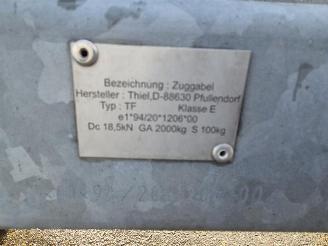 Bezeichnung : Zuggabel
Hersteller : Thiel,D-88630 Pfullendorf
Typ : TF Klasse E
e1*94/20*1206*00
Dc 18,5kN GA 2000kg S 100kg